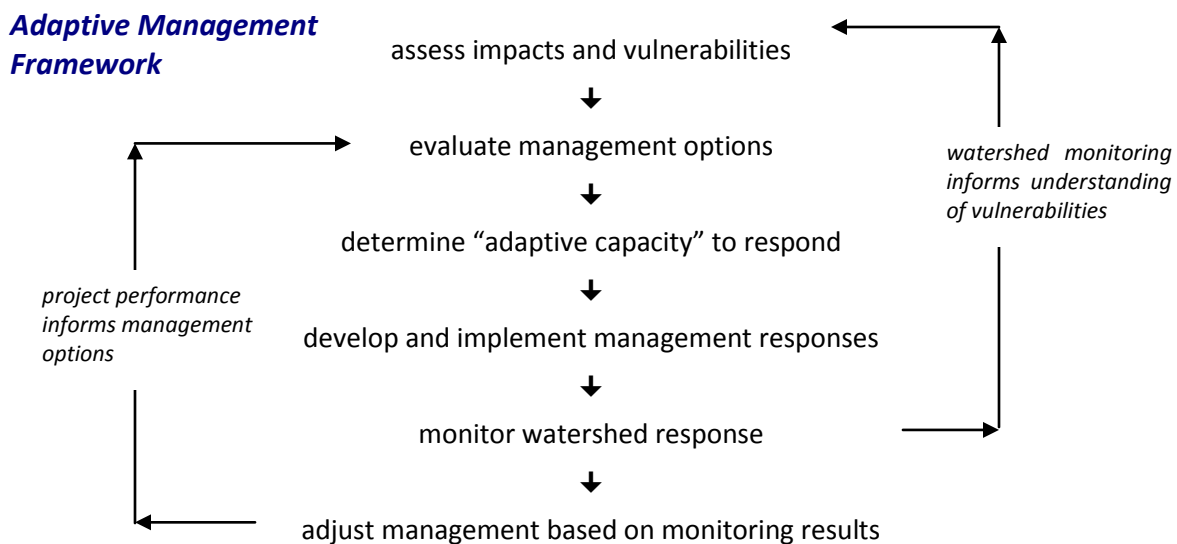 Adaptive Management
Framework
assess impacts and vulnerabilities
evaluate management options
watershed monitoring
informs understanding
of vulnerabilities
determine “adaptive capacity” to respond
project performance
informs management
options
develop and implement management responses
monitor watershed response
adjust management based on monitoring results